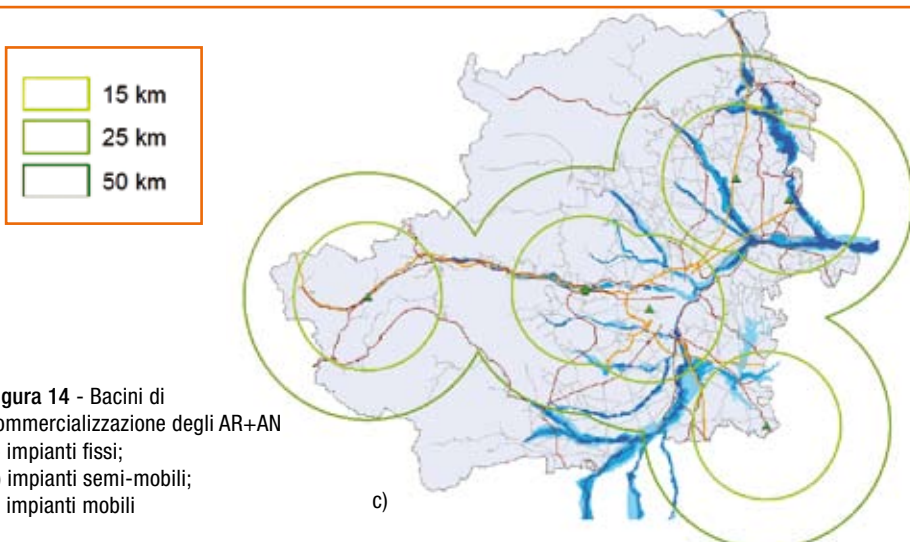 15 km
25 km
50 km
gura 14 - Bacini di
ommercializzazione degli AR+AN
impianti fissi;
impianti semi-mobili;
impianti mobili
c)